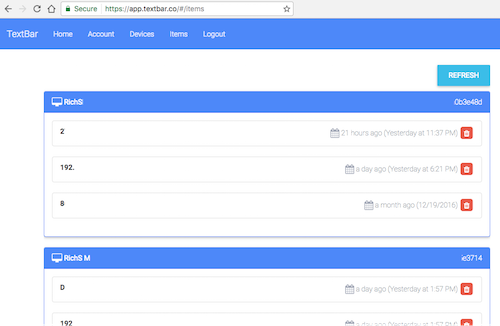 Secure https://app.textbar.co/#/items
TextBar Home Account Devices Items Logout
REFRESH
RichS .0b3e48d
2 21 hours ago (Yesterday at 11:37 PM)
192. a day ago (Yesterday at 6:21 PM)
8 a month ago (12/19/2016)
RichS M ie3714
D a day ago (Yesterday at 1:57 PM)
192 a day ago (Yesterday at 1:57 PM)